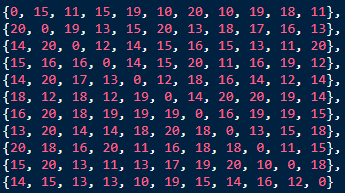 {0, 15, 11, 15, 19, 10, 20, 10, 19, 18, 11},
{20, 0, 19, 13, 15, 20, 13, 18, 17, 16, 13},
{14, 20, 0, 12, 14, 15, 16, 15, 13, 11, 20},
{15, 16, 16, 0, 14, 15, 20, 11, 16, 19, 12},
{14, 20, 17, 13, 0, 12, 18, 16, 14, 12, 14},
{18, 12, 18, 12, 19, 0, 14, 20, 20, 19, 14},
{16, 20, 18, 19, 19, 19, 0, 16, 19, 19, 15},
{13, 20, 14, 14, 18, 20, 18, 0, 13, 15, 18},
{20, 18, 16, 20, 11, 16, 18, 18, 0, 11, 15},
{15, 20, 13, 11, 13, 17, 19, 20, 10, 0, 18},
{14, 15, 13, 13, 10, 19, 15, 14, 16, 12, 0}